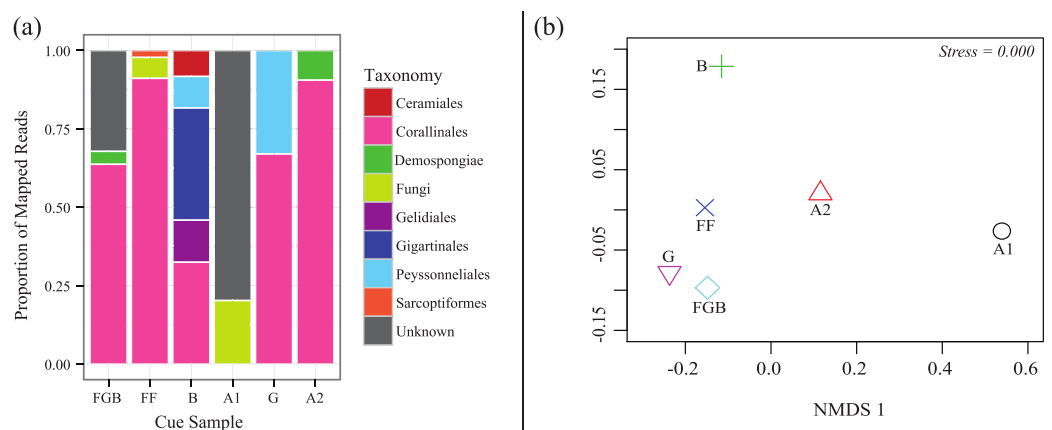 (a)
Proportion of Mapped Reads
1.00
0.75
0.50
0.25
0.00
FGB FF B A1 G A2
Cue Sample
Taxonomy
Ceramiales
Corallinales
Demospongiae
Fungi
Gelidiales
Gigartinales
Peyssonneliales
Sarcoptiformes
Unknown
(b)
Stress = 0.000
0.15
0.05
-0.05
-0.15
B
FF
A2
A1
G
FGB
-0.2 0.0 0.2 0.4 0.6
NMDS 1